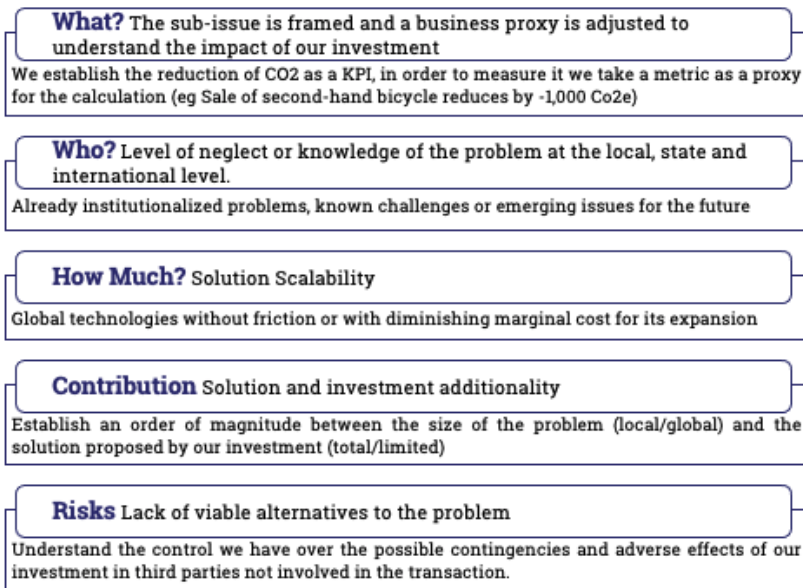 What? The sub-issue is framed and a business proxy is adjusted to
understand the impact of our investment
We establish the reduction of CO2 as a KPI, in order to measure it we take a metric as a proxy
for the calculation (eg Sale of second-hand bicycle reduces by -1,000 Co2e)
Who? Level of neglect or knowledge of the problem at the local, state and
international level.
Already institutionalized problems, known challenges or emerging issues for the future
How Much? Solution Scalability
Global technologies without friction or with diminishing marginal cost for its expansion
Contribution Solution and investment additionality
Establish an order of magnitude between the size of the problem (local/global) and the
solution proposed by our investment (total/limited)
Risks Lack of viable alternatives to the problem
Understand the control we have over the possible contingencies and adverse effects of our
investment in third parties not involved in the transaction.